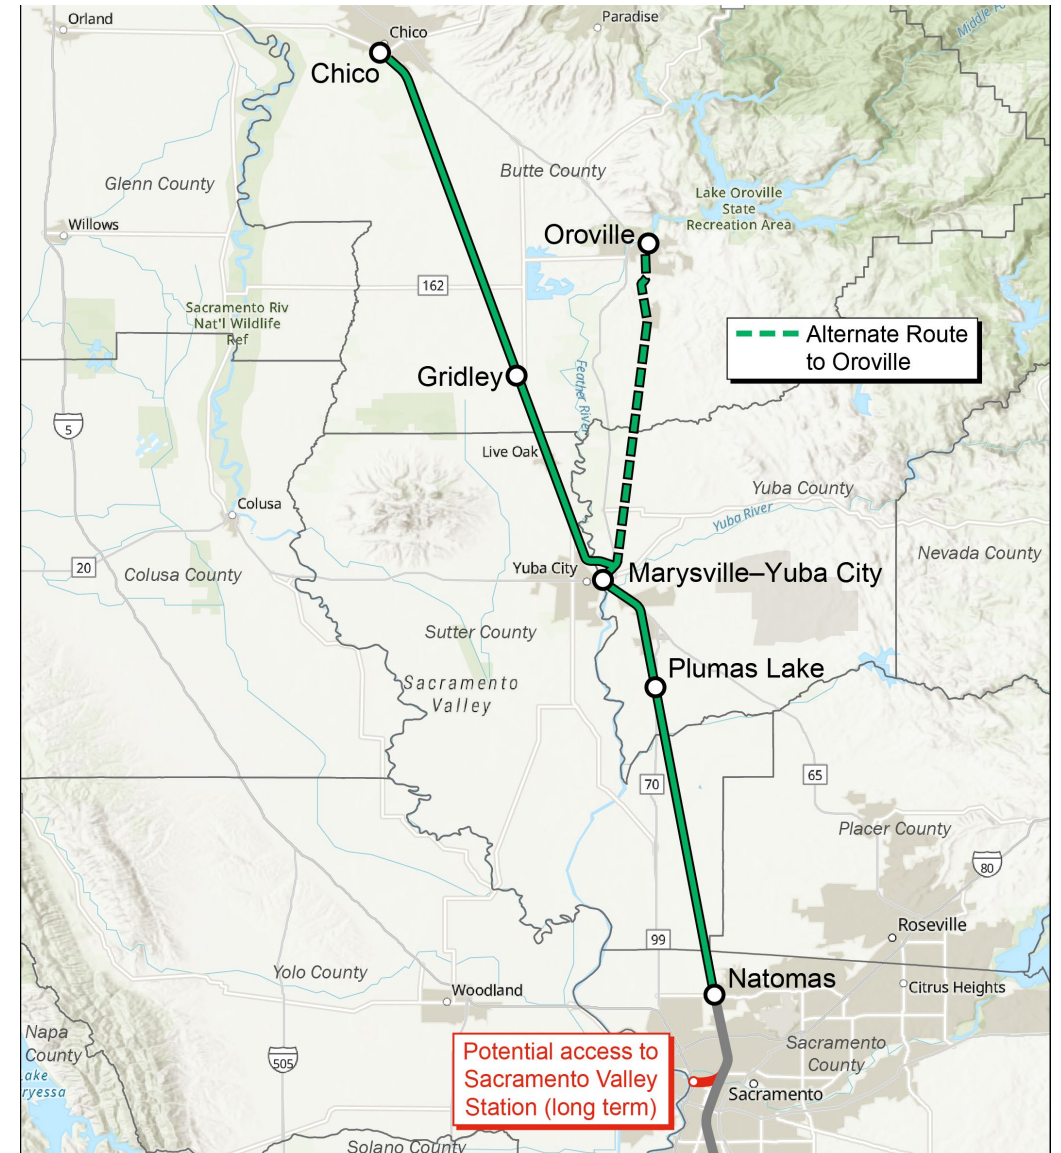 Orland
Chico
Paradise
Middle Fo
Chico
Butte County
Glenn County
Lake Oroville
State
Recreation Area
Willows
Oroville
162
Sacramento Riv
Nat'l Wildlife
Ref
Alternate Route
to Oroville
Gridley
Feather River
5
Live Oak
Yuba County
Colusa
Yuba River
Nevada County
20
Colusa County
Yuba City
Marysville–Yuba City
Sutter County
Plumas Lake
Sacramento
Valley
70
65
Placer County
80
Roseville
99
Yolo County
Natomas
Woodland
Citrus Heights
Napa
County
Sacramento
County
505
Potential access to
Sacramento Valley
Station (long term)
ake
ryessa
Sacramento
Solano County